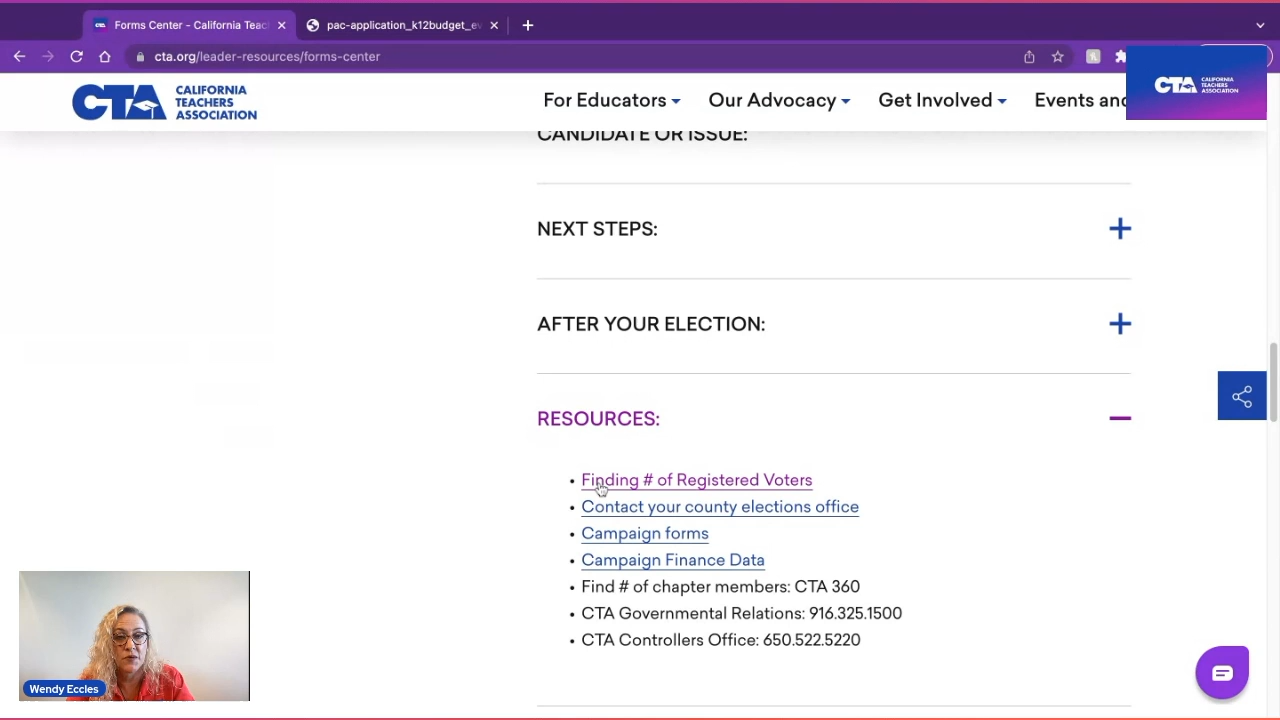 Forms Center - California Teac
pac-application_k12budget_ev
cta.org/leader-resources/forms-center
CTA CALIFORNIA TEACHERS ASSOCIATION
For Educators
Our Advocacy
Get Involved
Events and
CTA CALIFORNIA TEACHERS ASSOCIATION
CANDIDATE OR ISSUE:
NEXT STEPS:
AFTER YOUR ELECTION:
RESOURCES:
• Finding # of Registered Voters
• Contact your county elections office
• Campaign forms
• Campaign Finance Data
• Find # of chapter members: CTA 360
• CTA Governmental Relations: 916.325.1500
• CTA Controllers Office: 650.522.5220
Wendy Eccles